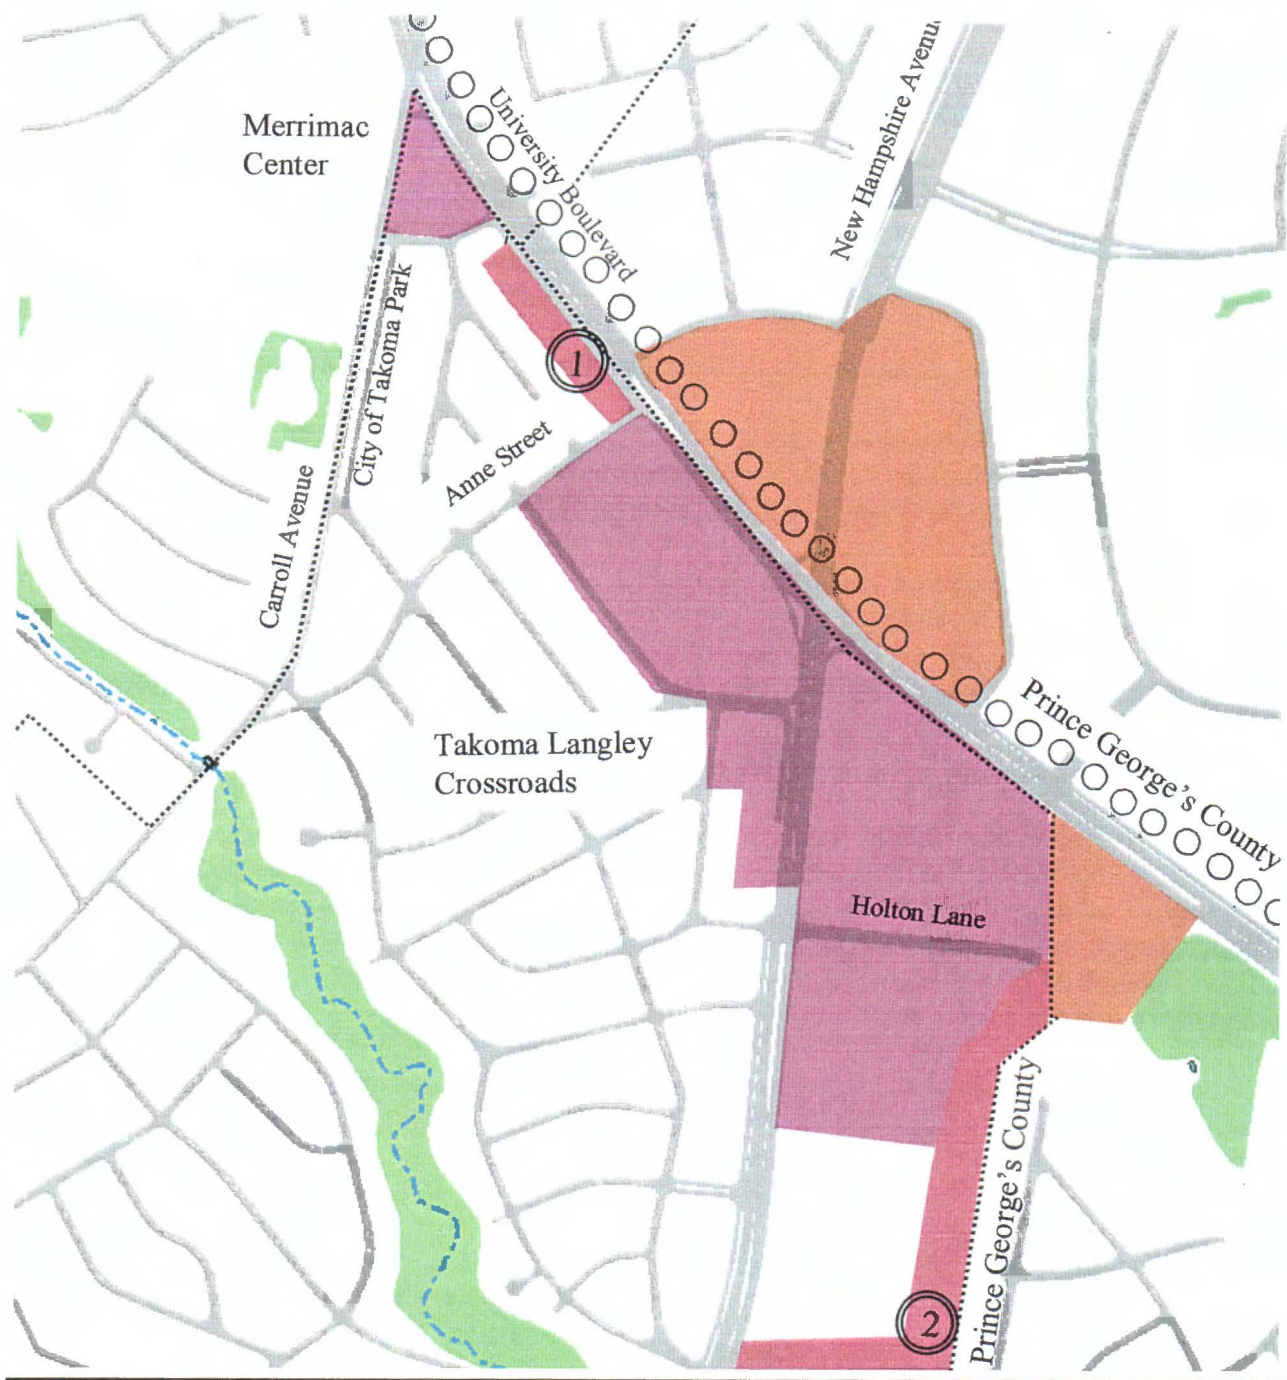 Merrimac
Center
University Boulevard
New Hampshire Avenu
City of Takoma Park
1
Anne Street
Carroll Avenue
Prince George's County
Takoma Langley
Crossroads
Holton Lane
Prince George's County
2